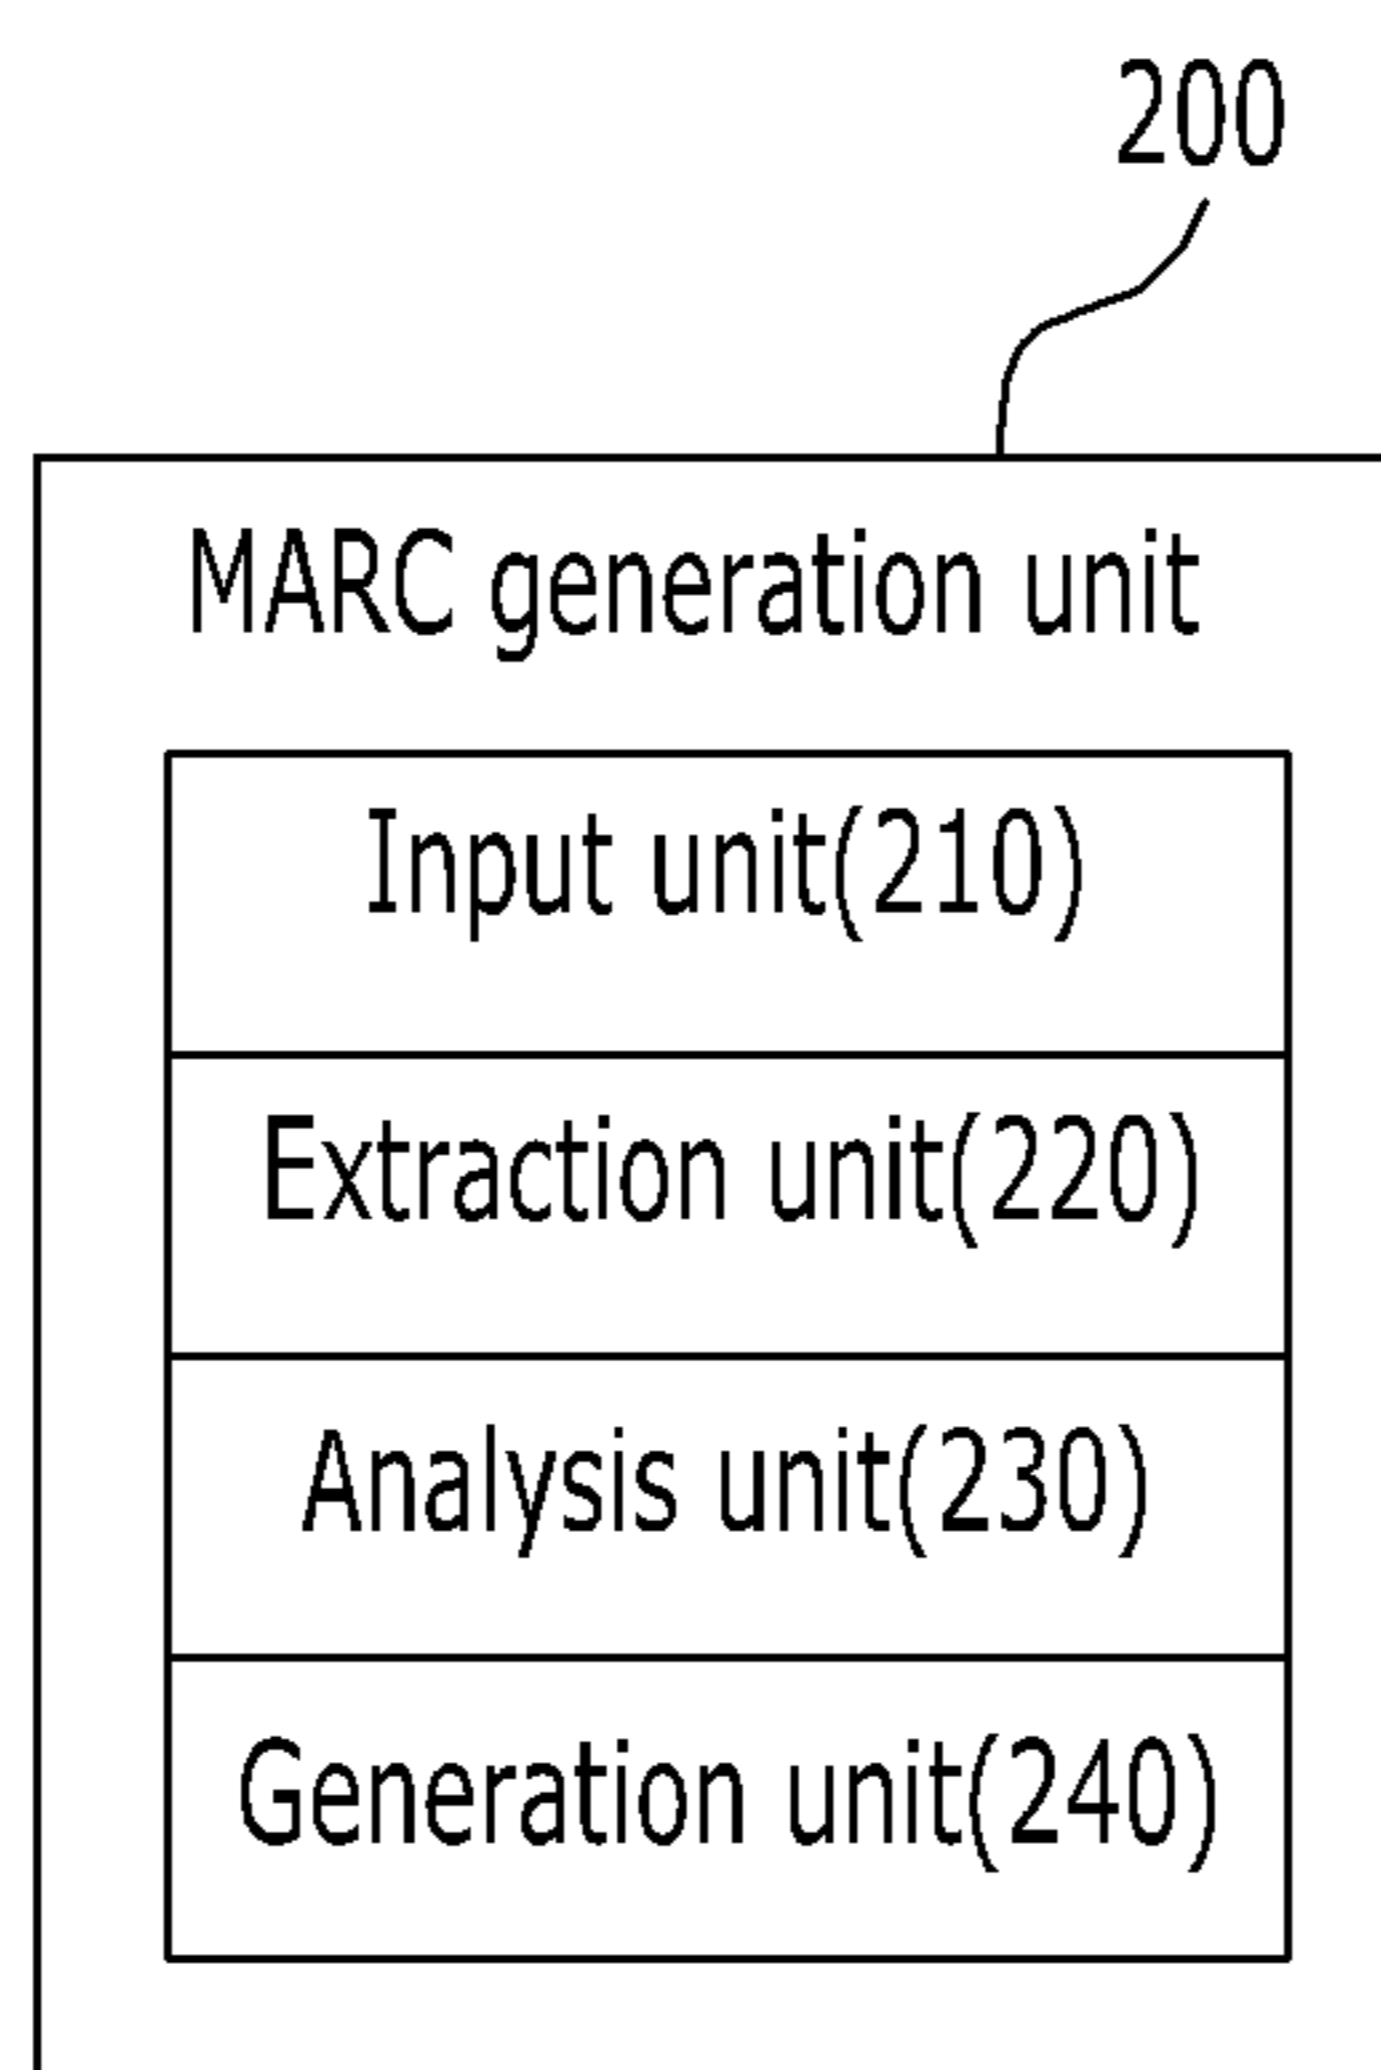 200
MARC generation unit
Input unit(210)
Extraction unit(220)
Analysis unit(230)
Generation unit(240)